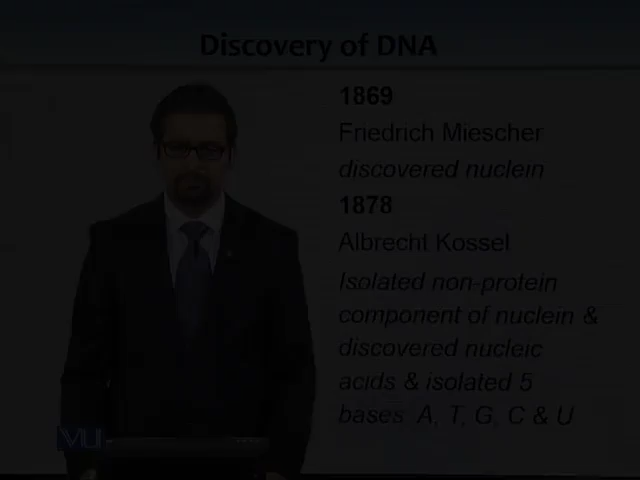 Discovery of DNA
1869
Friedrich Miescher
discovered nuclein
1878
Albrecht Kossel
Isolated non-protein
component of nuclein &
discovered nucleic
acids & isolated 5
bases A, T, G, C & U
VU